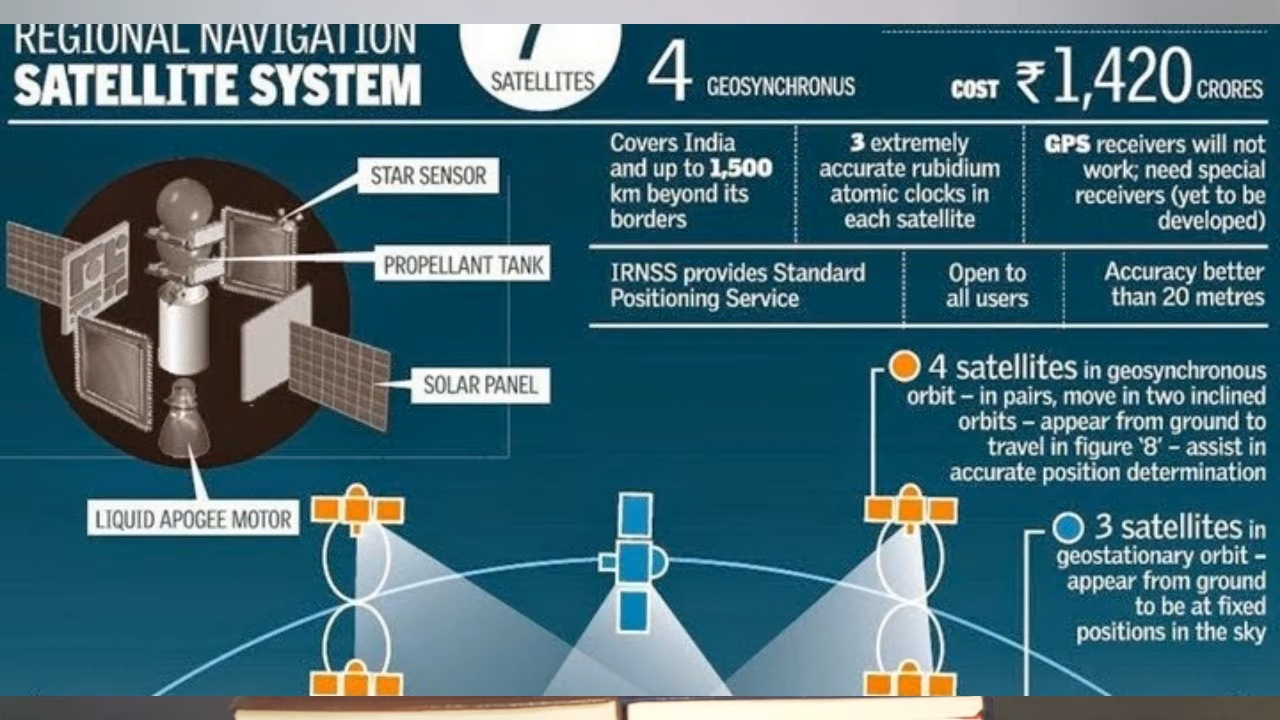 REGIONAL NAVIGATION
SATELLITE SYSTEM
7
SATELLITES
4 GEOSYNCHRONUS
COST ₹1,420 CRORES
Covers India
and up to 1,500
km beyond its
borders
3 extremely
accurate rubidium
atomic clocks in
each satellite
GPS receivers will not
work; need special
receivers (yet to be
developed)
IRNSS provides Standard
Positioning Service
Open to
all users
Accuracy better
than 20 metres
STAR SENSOR
PROPELLANT TANK
SOLAR PANEL
LIQUID APOGEE MOTOR
4 satellites in geosynchronous
orbit – in pairs, move in two inclined
orbits – appear from ground to
travel in figure ‘8’ – assist in
accurate position determination
3 satellites in
geostationary orbit –
appear from ground
to be at fixed
positions in the sky